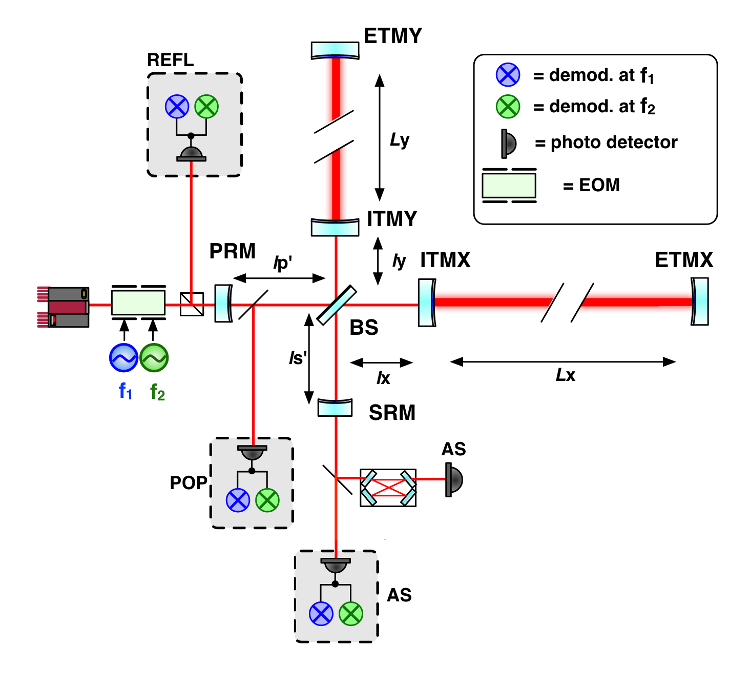 ETMY
REFL
= demod. at f1
= demod. at f2
= photo detector
= EOM
Ly
ITMY
PRM
lp'
ly
ITMX
ETMX
BS
ls'
lx
Lx
f1
f2
SRM
AS
POP
AS